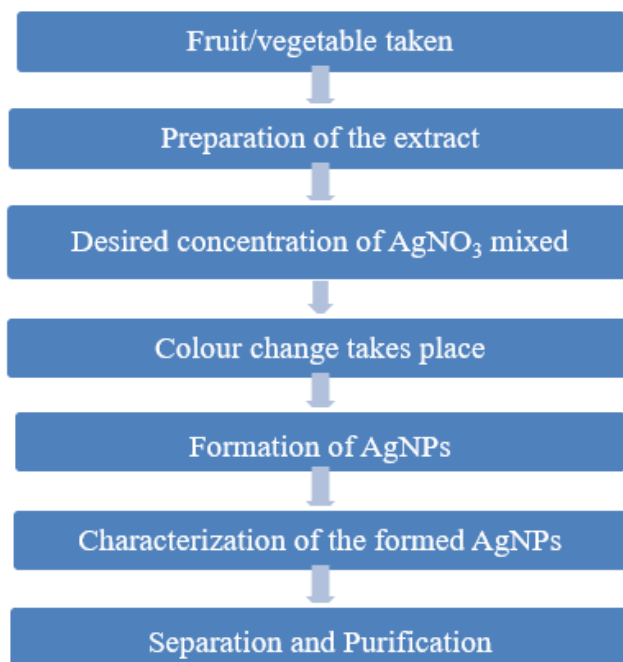 Fruit/vegetable taken
Preparation of the extract
Desired concentration of AgNO₃ mixed
Colour change takes place
Formation of AgNPs
Characterization of the formed AgNPs
Separation and Purification